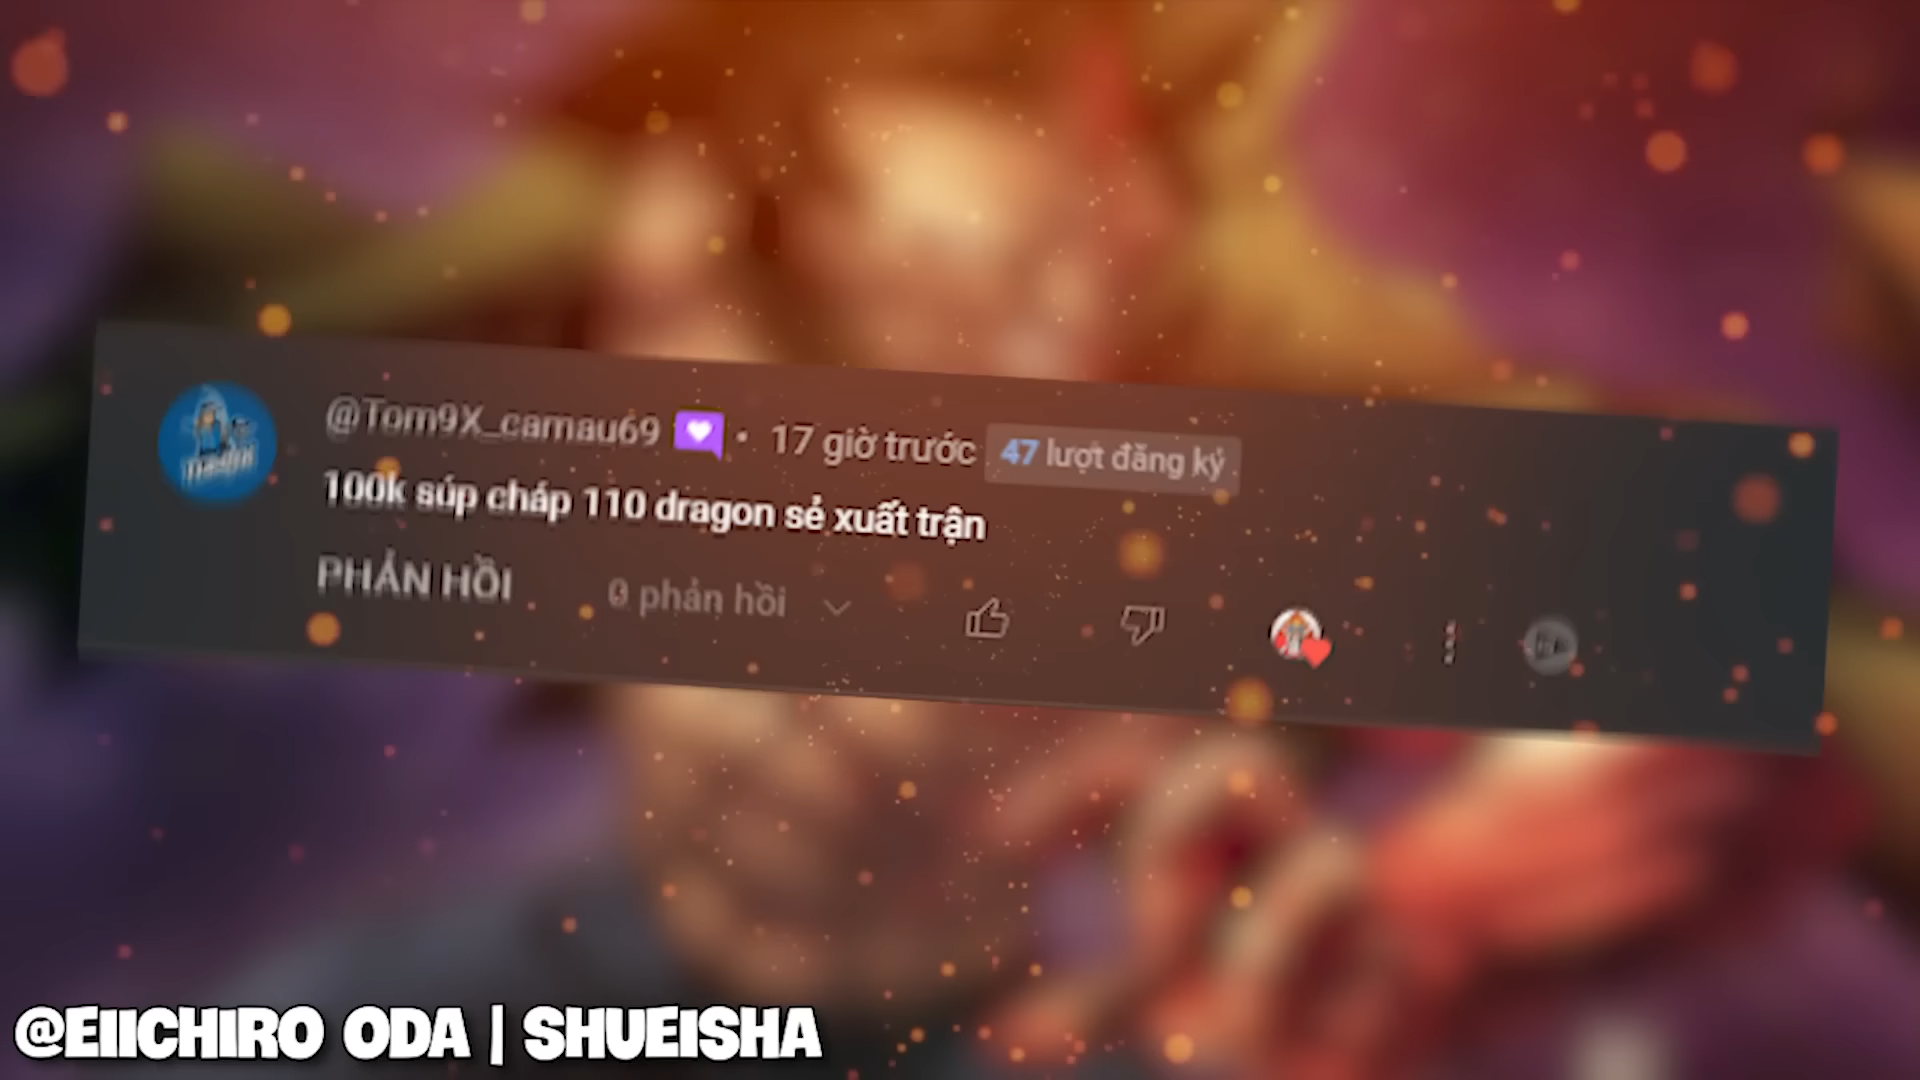 @Tom9X_camau69 • 17 giờ trước 47 lượt đăng ký
100k súp cháp 110 dragon sẻ xuất trận
PHẢN HỒI 0 phản hồi
@EIICHIRO ODA | SHUEISHA